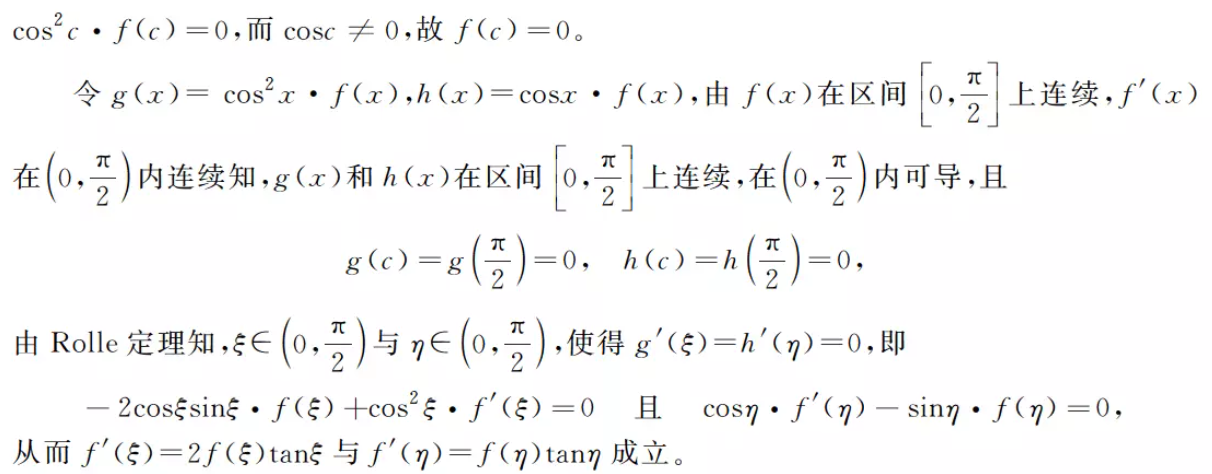 cos²c · f(c)=0,而 cosc ≠ 0,故 f(c)=0。
令 g(x)= cos²x · f(x),h(x)=cosx · f(x),由 f(x)在区间[0,π/2]上连续,f′(x)
在(0,π/2)内连续知,g(x)和 h(x)在区间[0,π/2]上连续,在(0,π/2)内可导,且
g(c)=g(π/2)=0, h(c)=h(π/2)=0,
由 Rolle 定理知,ξ∈(0,π/2)与 η∈(0,π/2),使得 g′(ξ)=h′(η)=0,即
−2cosξsinξ · f(ξ)+cos²ξ · f′(ξ)=0 且 cosη · f′(η)−sinη · f(η)=0,
从而 f′(ξ)=2f(ξ)tanξ 与 f′(η)=f(η)tanη 成立。